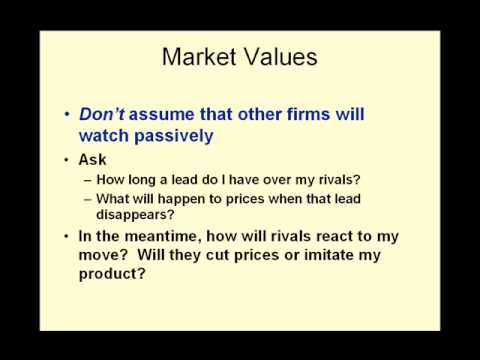 Market Values
• Don't assume that other firms will
watch passively
• Ask
– How long a lead do I have over my rivals?
– What will happen to prices when that lead
disappears?
• In the meantime, how will rivals react to my
move? Will they cut prices or imitate my
product?